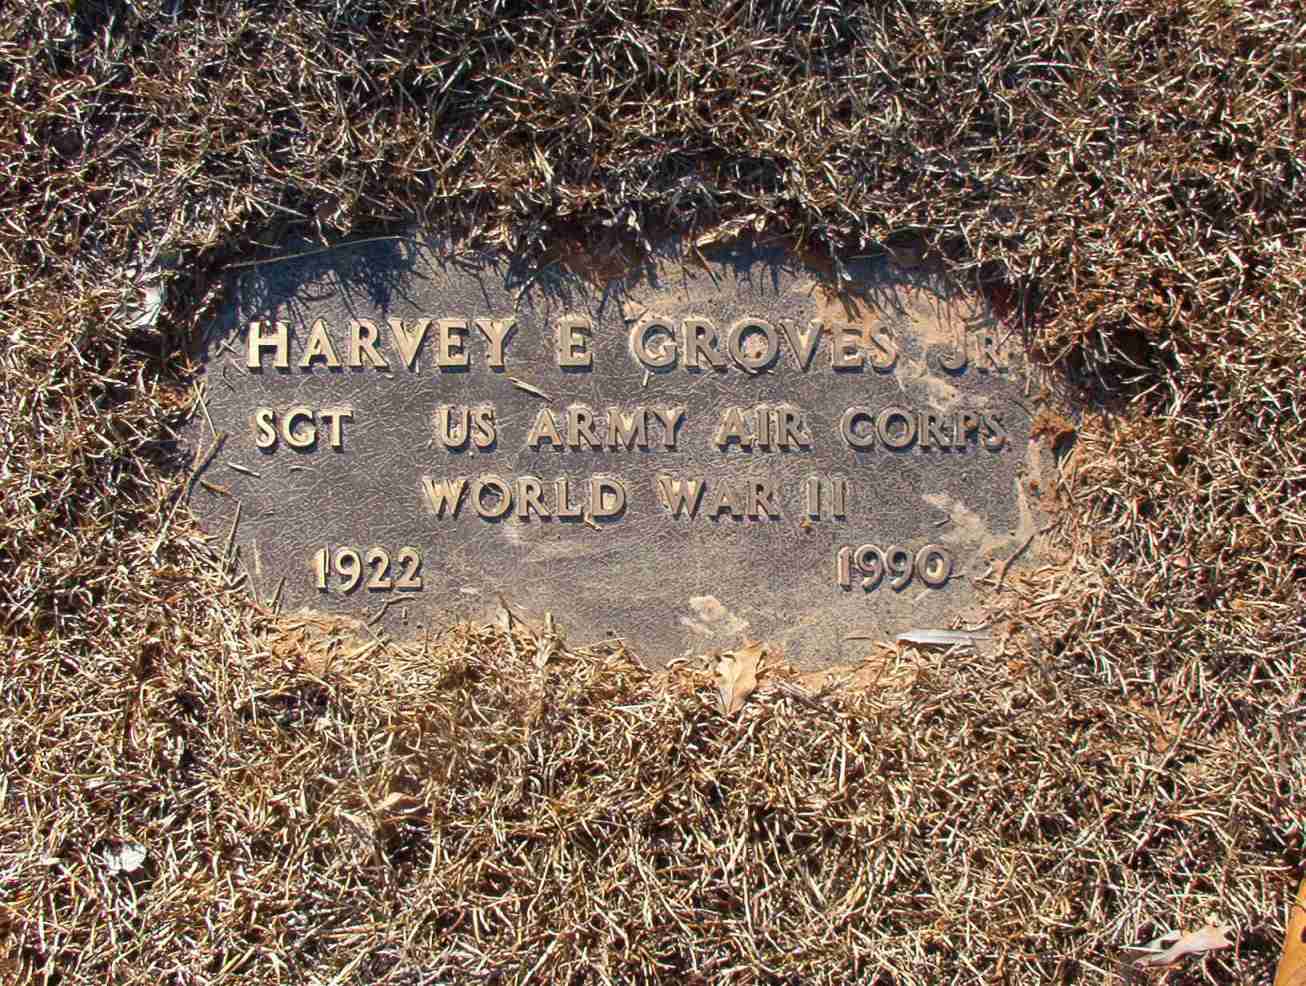 HARVEY E GROVES JR
SGT US ARMY AIR CORPS
WORLD WAR II
1922 1990